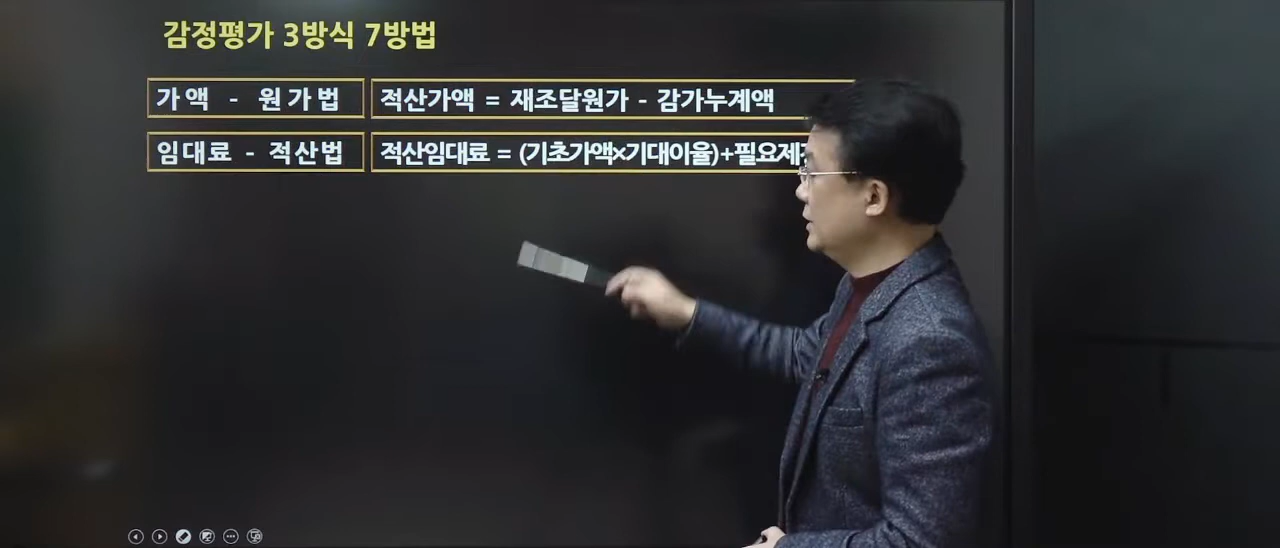 감정평가 3방식 7방법
가액 - 원가법 적산가액 = 재조달원가 - 감가누계액
임대료 - 적산법 적산임대료 = (기초가액×기대이율)+필요제